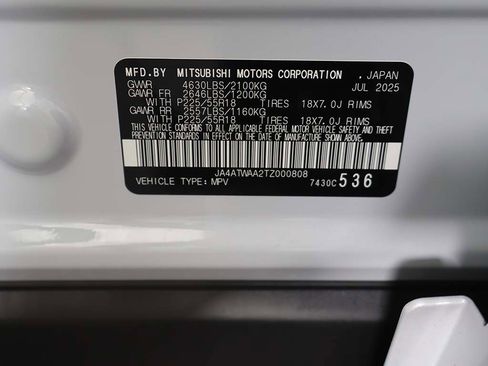 MFD.BY MITSUBISHI MOTORS CORPORATION .JAPAN
GVWR 4630LBS/2100KG JUL 2025
GAWR FR 2646LBS/1200KG
WITH P225/55R18 TIRES 18X7.0J RIMS
GAWR RR 2557LBS/1160KG
WITH P225/55R18 TIRES 18X7.0J RIMS
THIS VEHICLE CONFORMS TO ALL APPLICABLE FEDERAL MOTOR VEHICLE SAFETY AND THEFT
PREVENTION STANDARDS IN EFFECT ON THE DATE OF MANUFACTURE SHOWN ABOVE.
JA4ATWAA2TZ000808
VEHICLE TYPE:MPV 7430C536